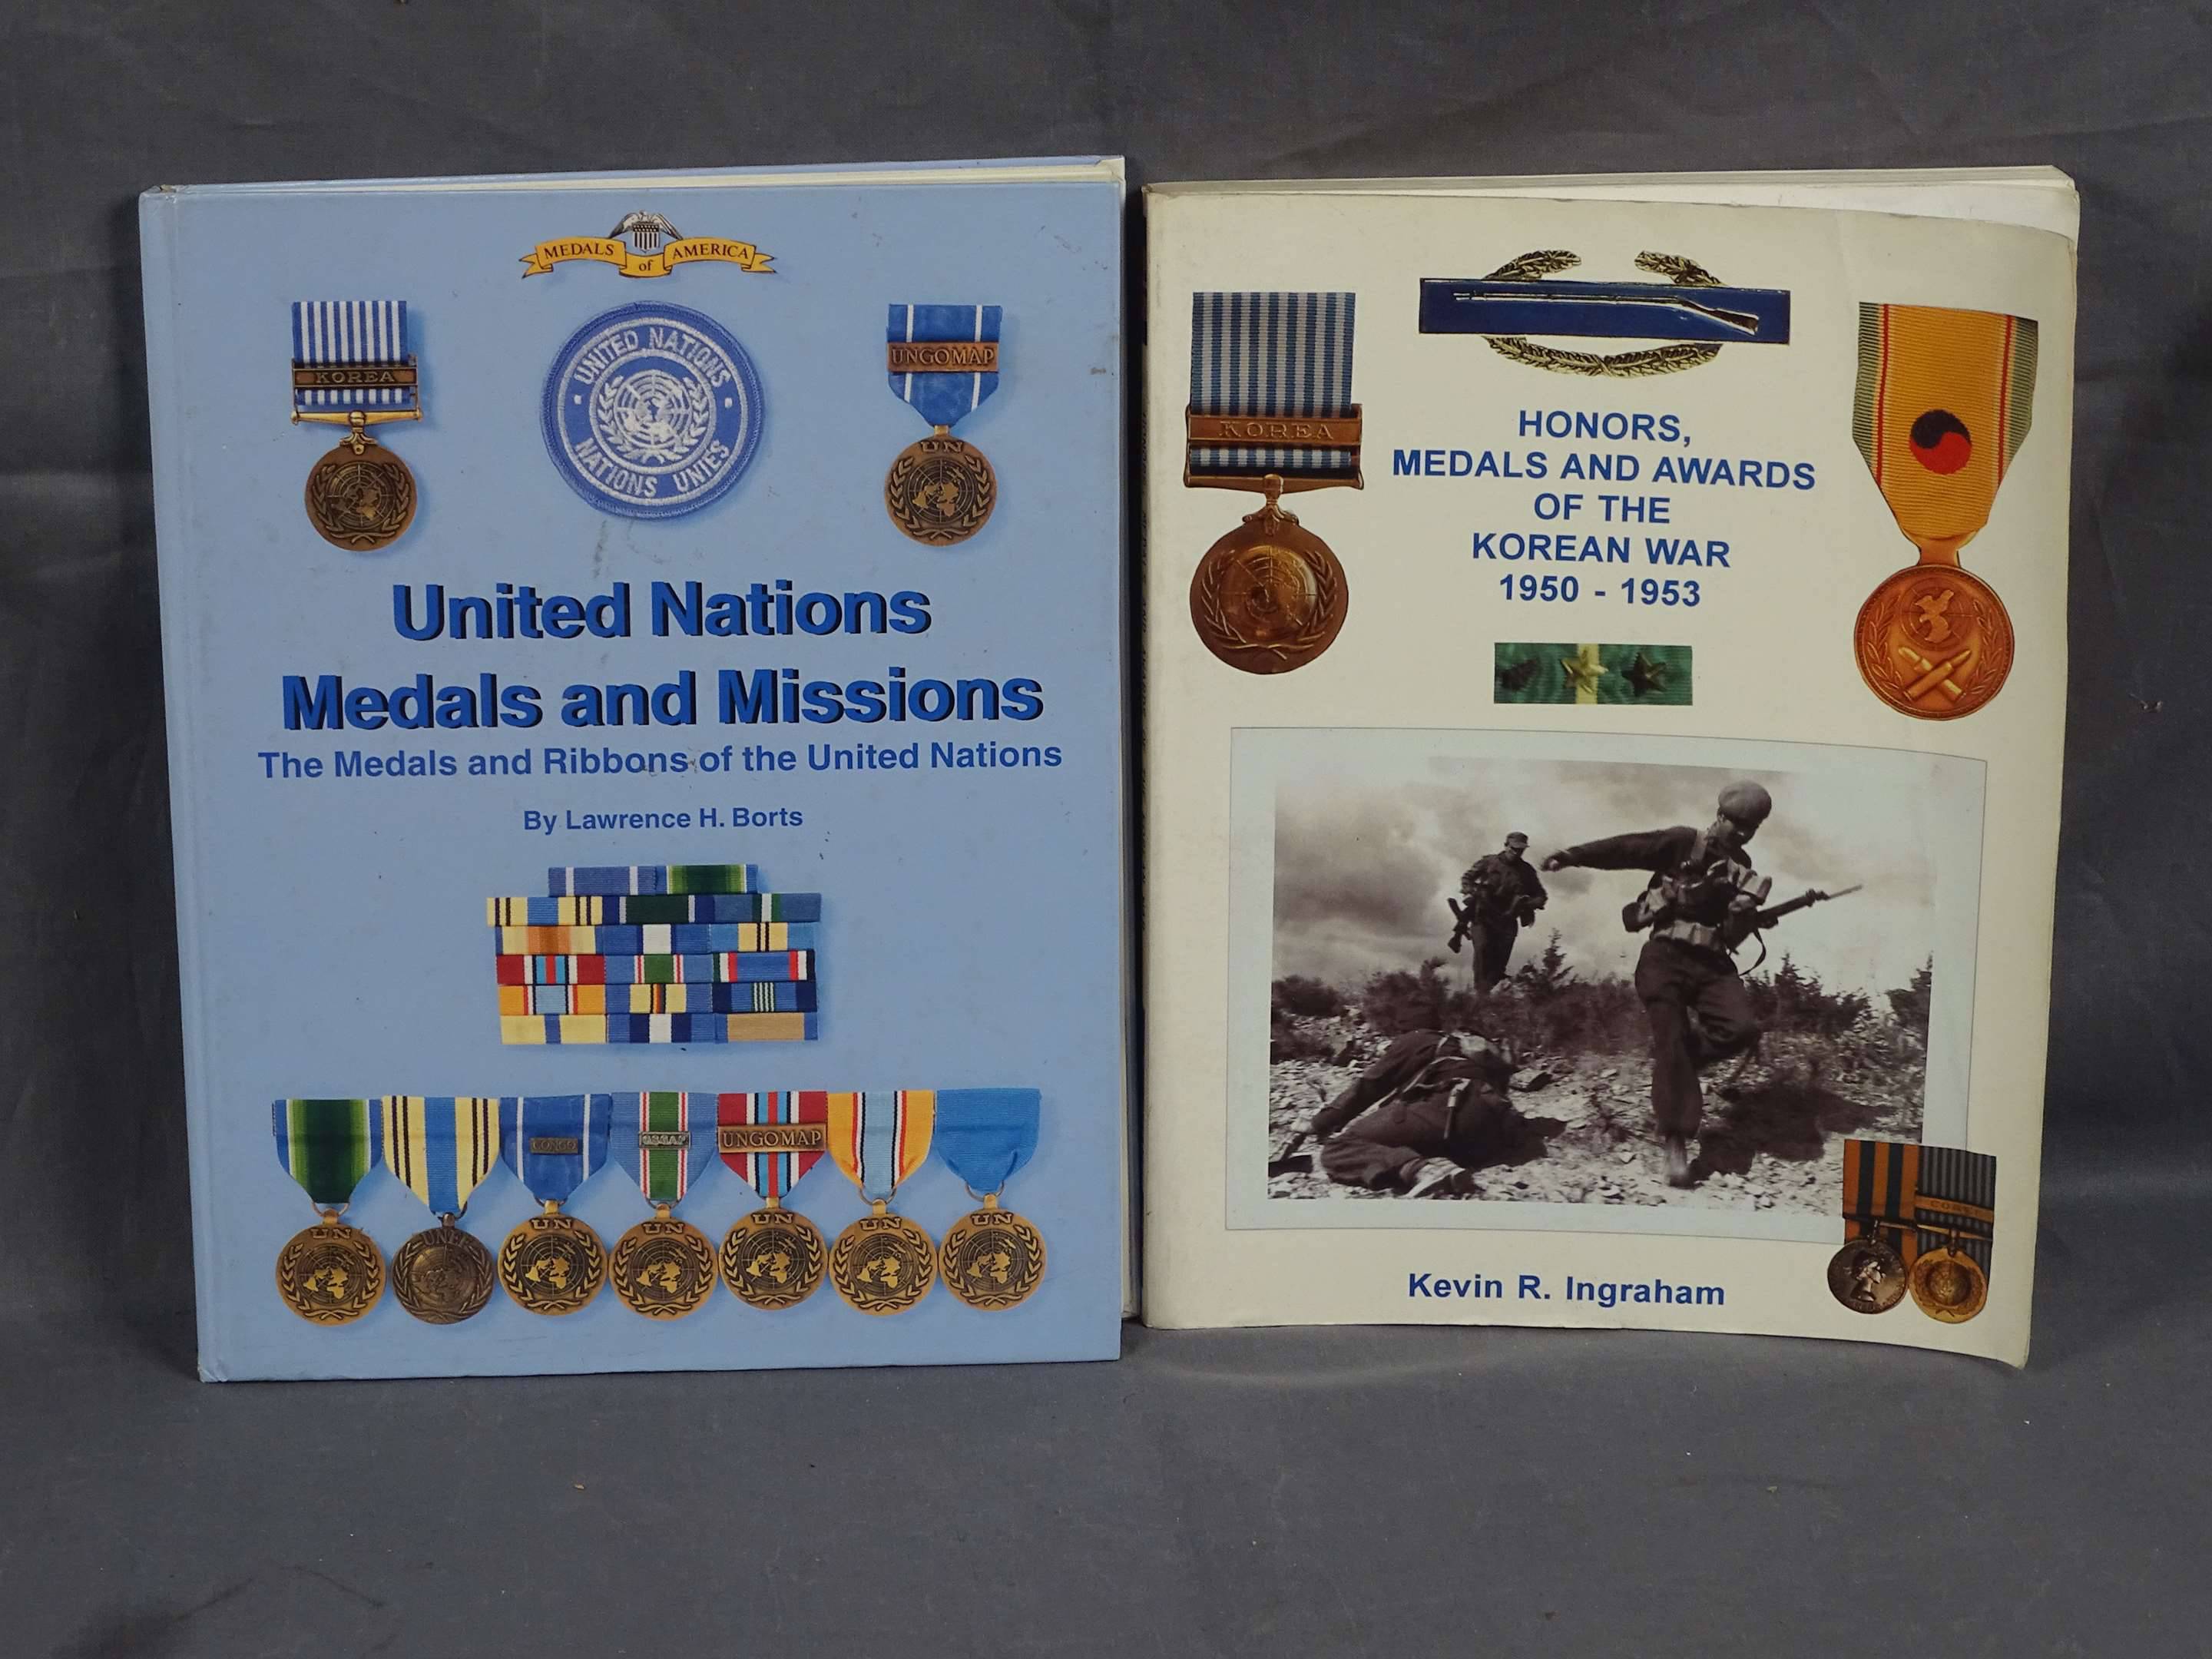 MEDALS of AMERICA
KOREA
UNITED NATIONS
NATIONS UNIES
UNGOMAP
UN
United Nations
Medals and Missions
The Medals and Ribbons of the United Nations
By Lawrence H. Borts
CONGO
UNGOMAP
UN
UN
UN
UN
UN
UN
KOREA
HONORS,
MEDALS AND AWARDS
OF THE
KOREAN WAR
1950 - 1953
Kevin R. Ingraham